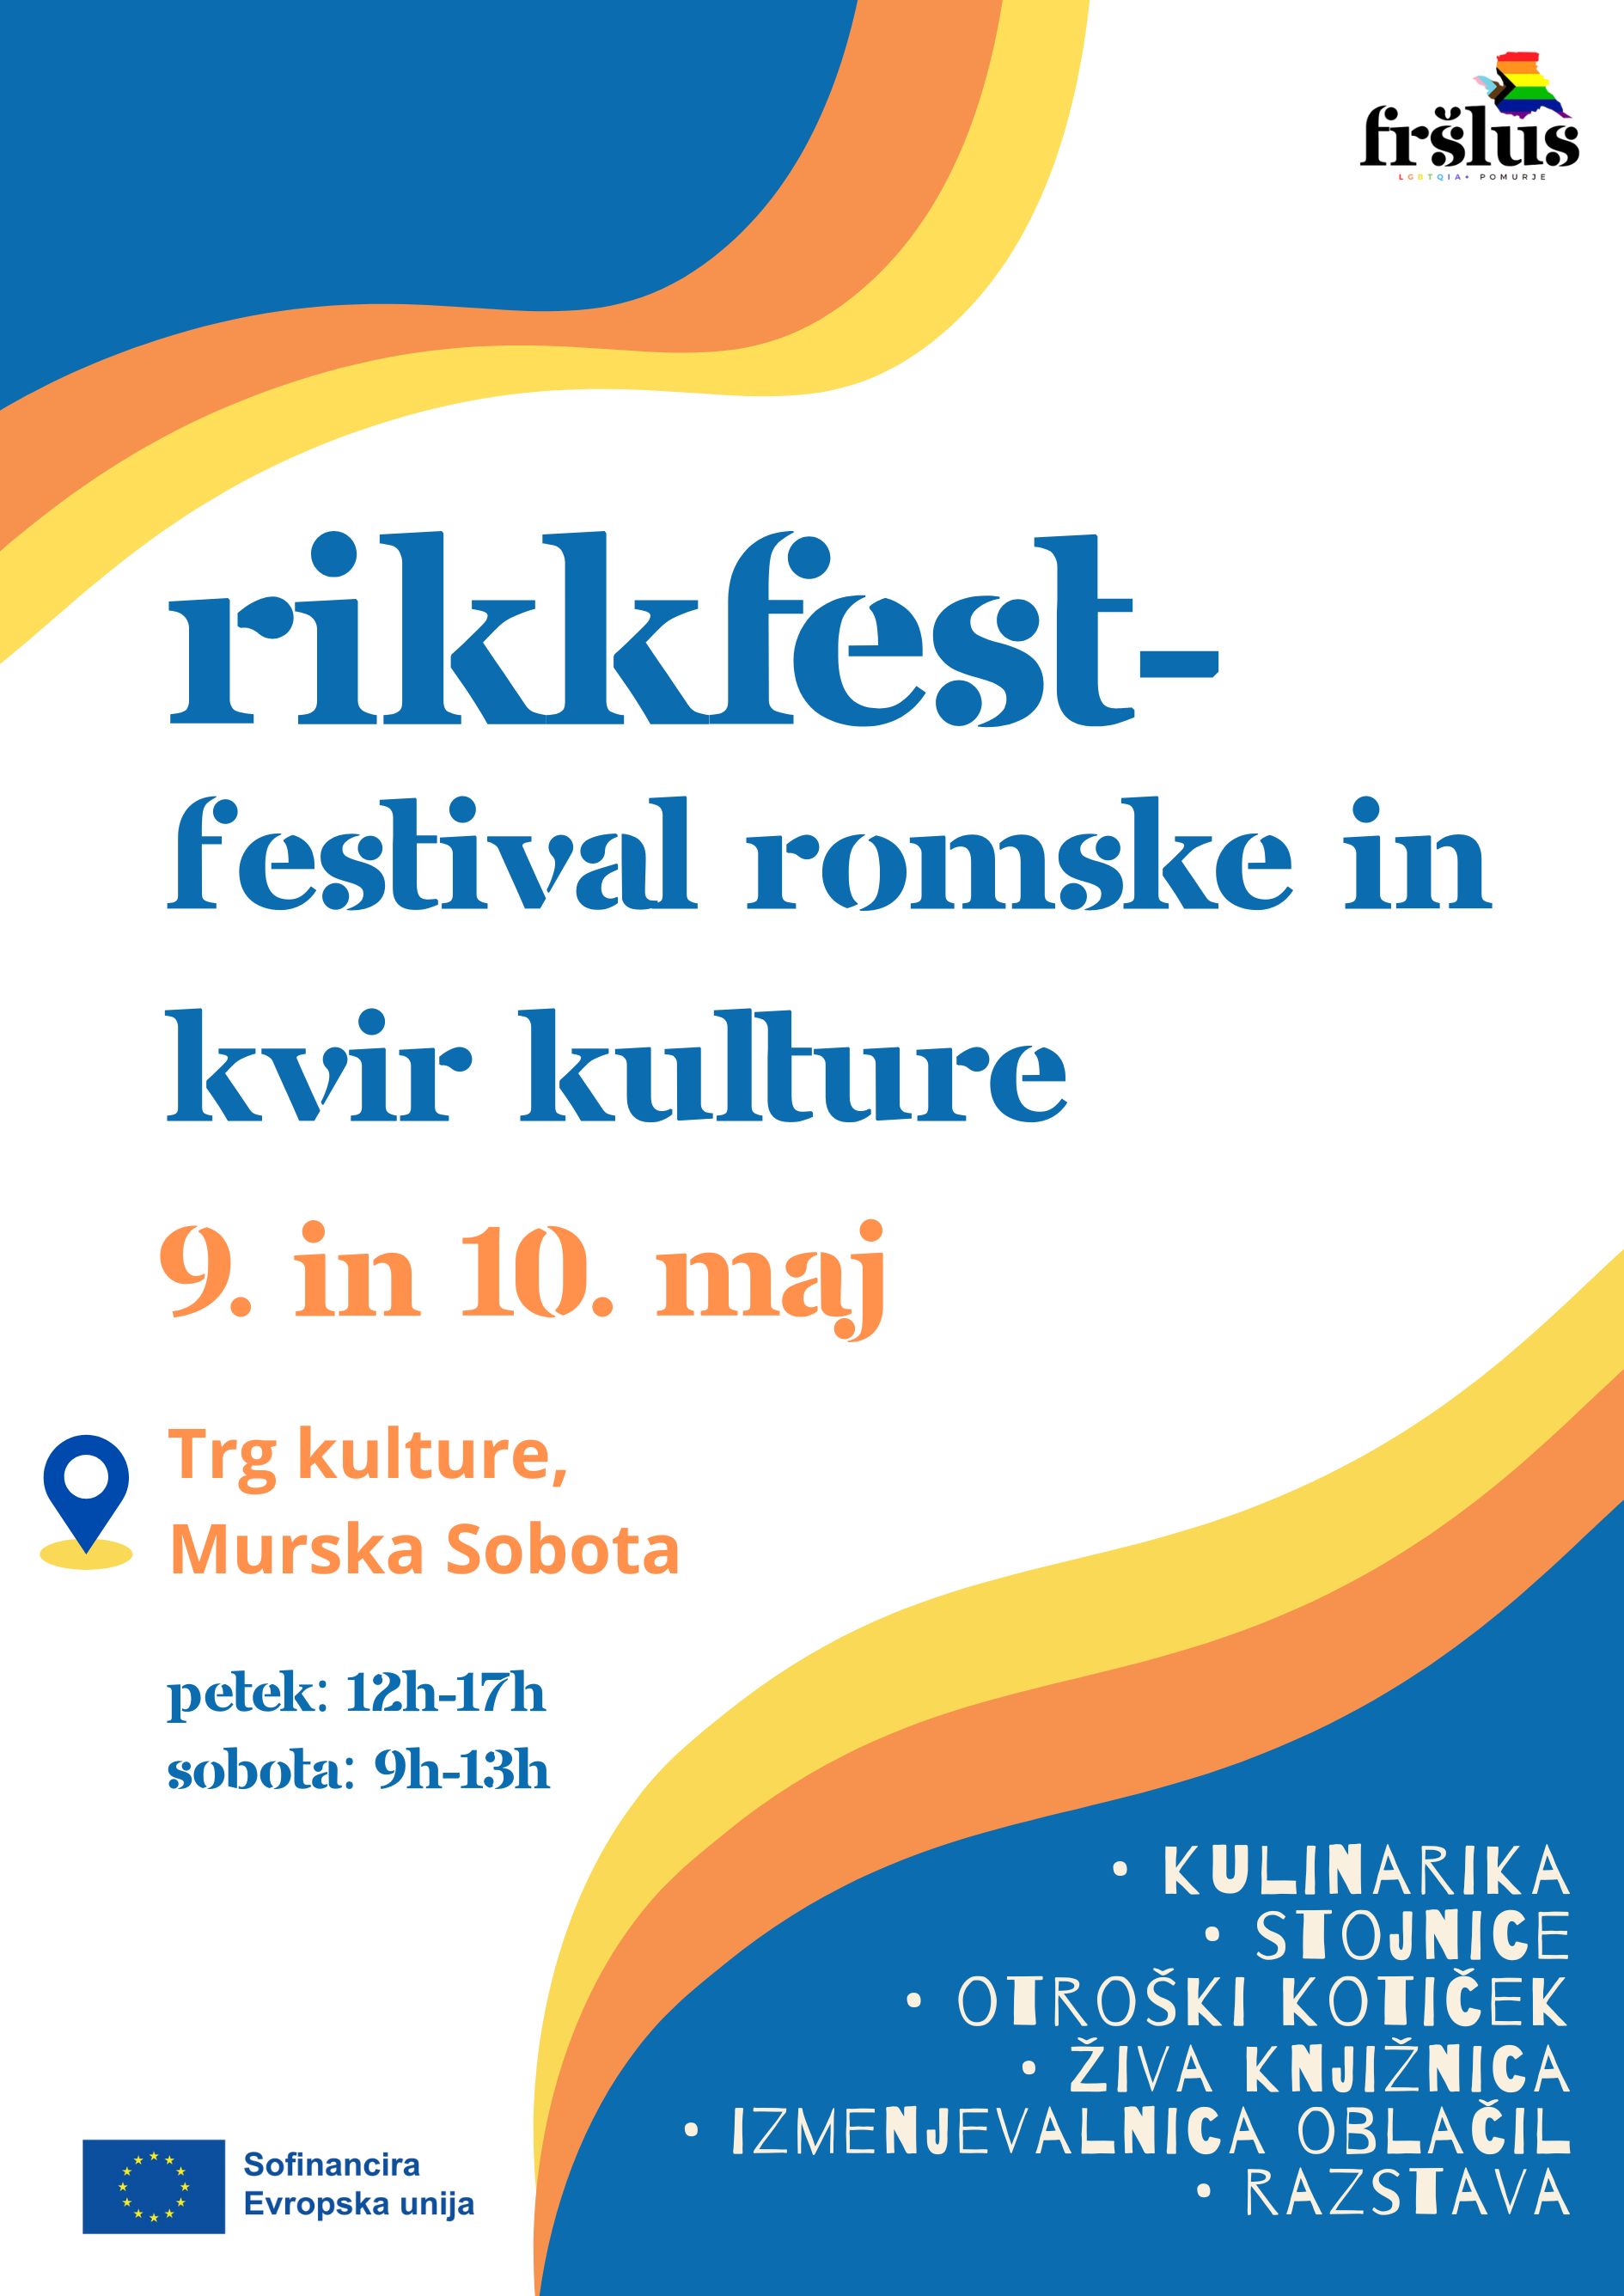 fršlus
LGBTQIA+ POMURJE
rikkfest-
festival romske in
kvir kulture
9. in 10. maj
Trg kulture,
Murska Sobota
petek: 12h-17h
sobota: 9h-13h
• KULINARIKA
• STOJNICE
• OTROŠKI KOTIČEK
• ŽIVA KNJIŽNICA
• IZMENJEVALNICA OBLAČIL
• RAZSTAVA
Sofinancira
Evropska unija